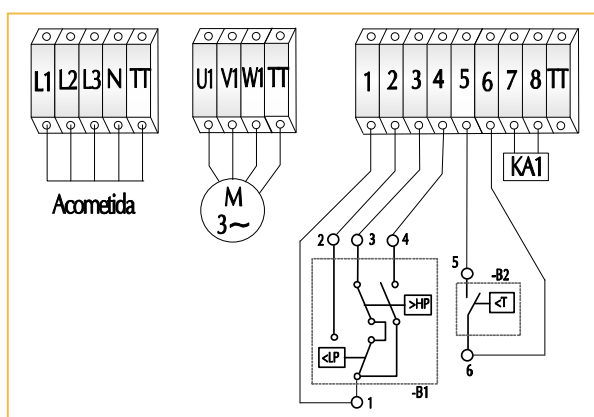 L1 L2 L3 N TT
U1 V1 W1 TT
1 2 3 4 5 6 7 8 TT
Acometida
M
3~
KA1
2 3 4
>HP
<LP
-B1
1
5
-B2
<T
6